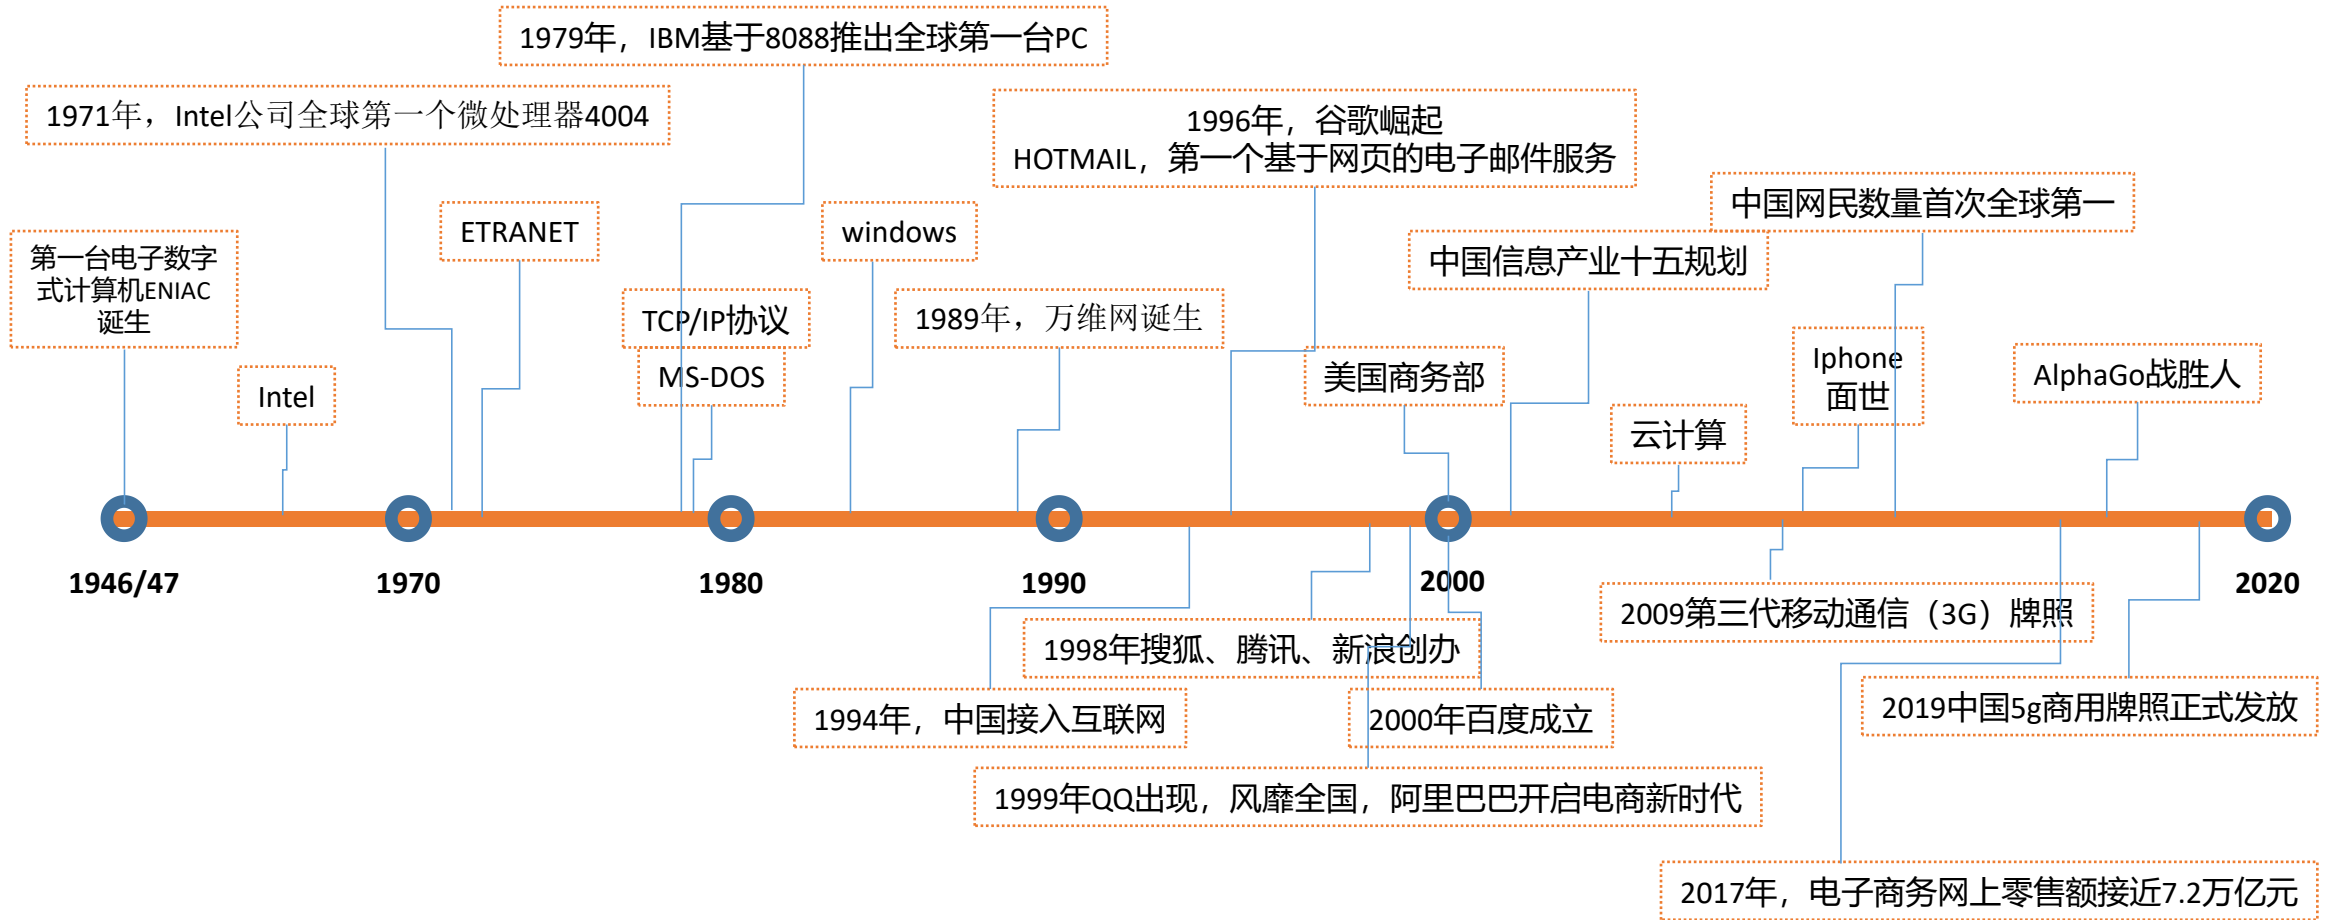 1979年，IBM基于8088推出全球第一台PC
1971年，Intel公司全球第一个微处理器4004
1996年，谷歌崛起
HOTMAIL，第一个基于网页的电子邮件服务
中国网民数量首次全球第一
ETRANET
windows
第一台电子数字
式计算机ENIAC
诞生
中国信息产业十五规划
TCP/IP协议
1989年，万维网诞生
MS-DOS
美国商务部
Iphone
面世
AlphaGo战胜人
Intel
云计算
1946/47
1970
1980
1990
2000
2020
2009第三代移动通信（3G）牌照
1998年搜狐、腾讯、新浪创办
1994年，中国接入互联网
2000年百度成立
2019中国5g商用牌照正式发放
1999年QQ出现，风靡全国，阿里巴巴开启电商新时代
2017年，电子商务网上零售额接近7.2万亿元